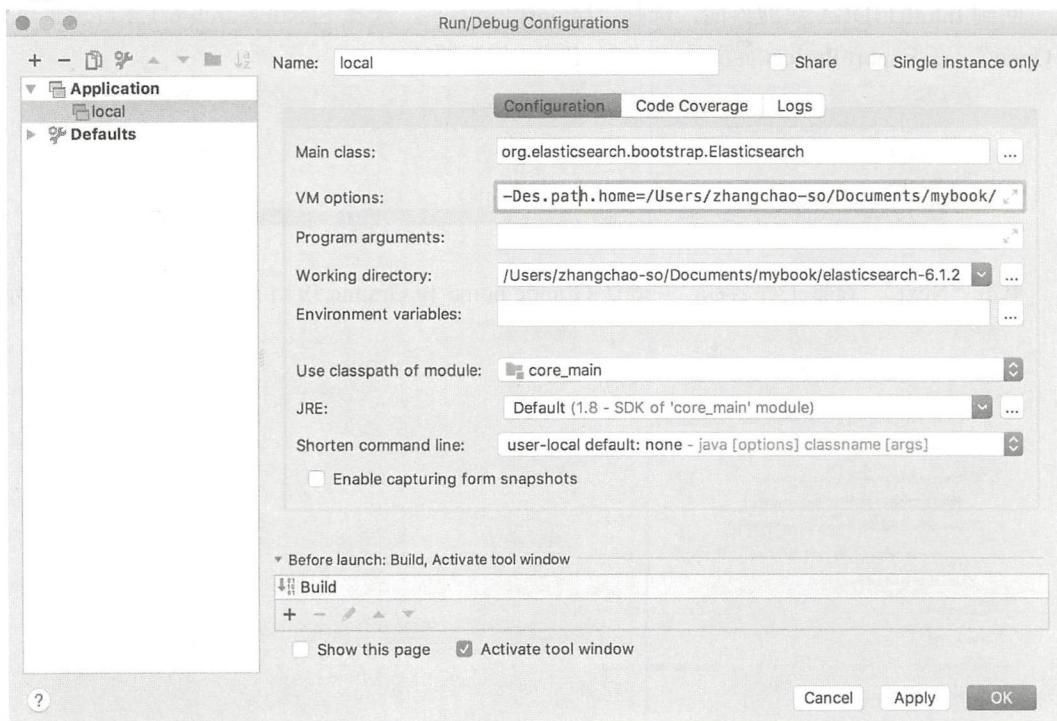 Run/Debug Configurations
Name: local
Share
Single instance only
Application
local
Defaults
Configuration
Code Coverage
Logs
Main class: org.elasticsearch.bootstrap.Elasticsearch
VM options: -Des.path.home=/Users/zhangchao-so/Documents/mybook/
Program arguments:
Working directory: /Users/zhangchao-so/Documents/mybook/elasticsearch-6.1.2
Environment variables:
Use classpath of module: core_main
JRE: Default (1.8 - SDK of 'core_main' module)
Shorten command line: user-local default: none - java [options] classname [args]
Enable capturing form snapshots
Before launch: Build, Activate tool window
Build
Show this page
Activate tool window
?
Cancel
Apply
OK